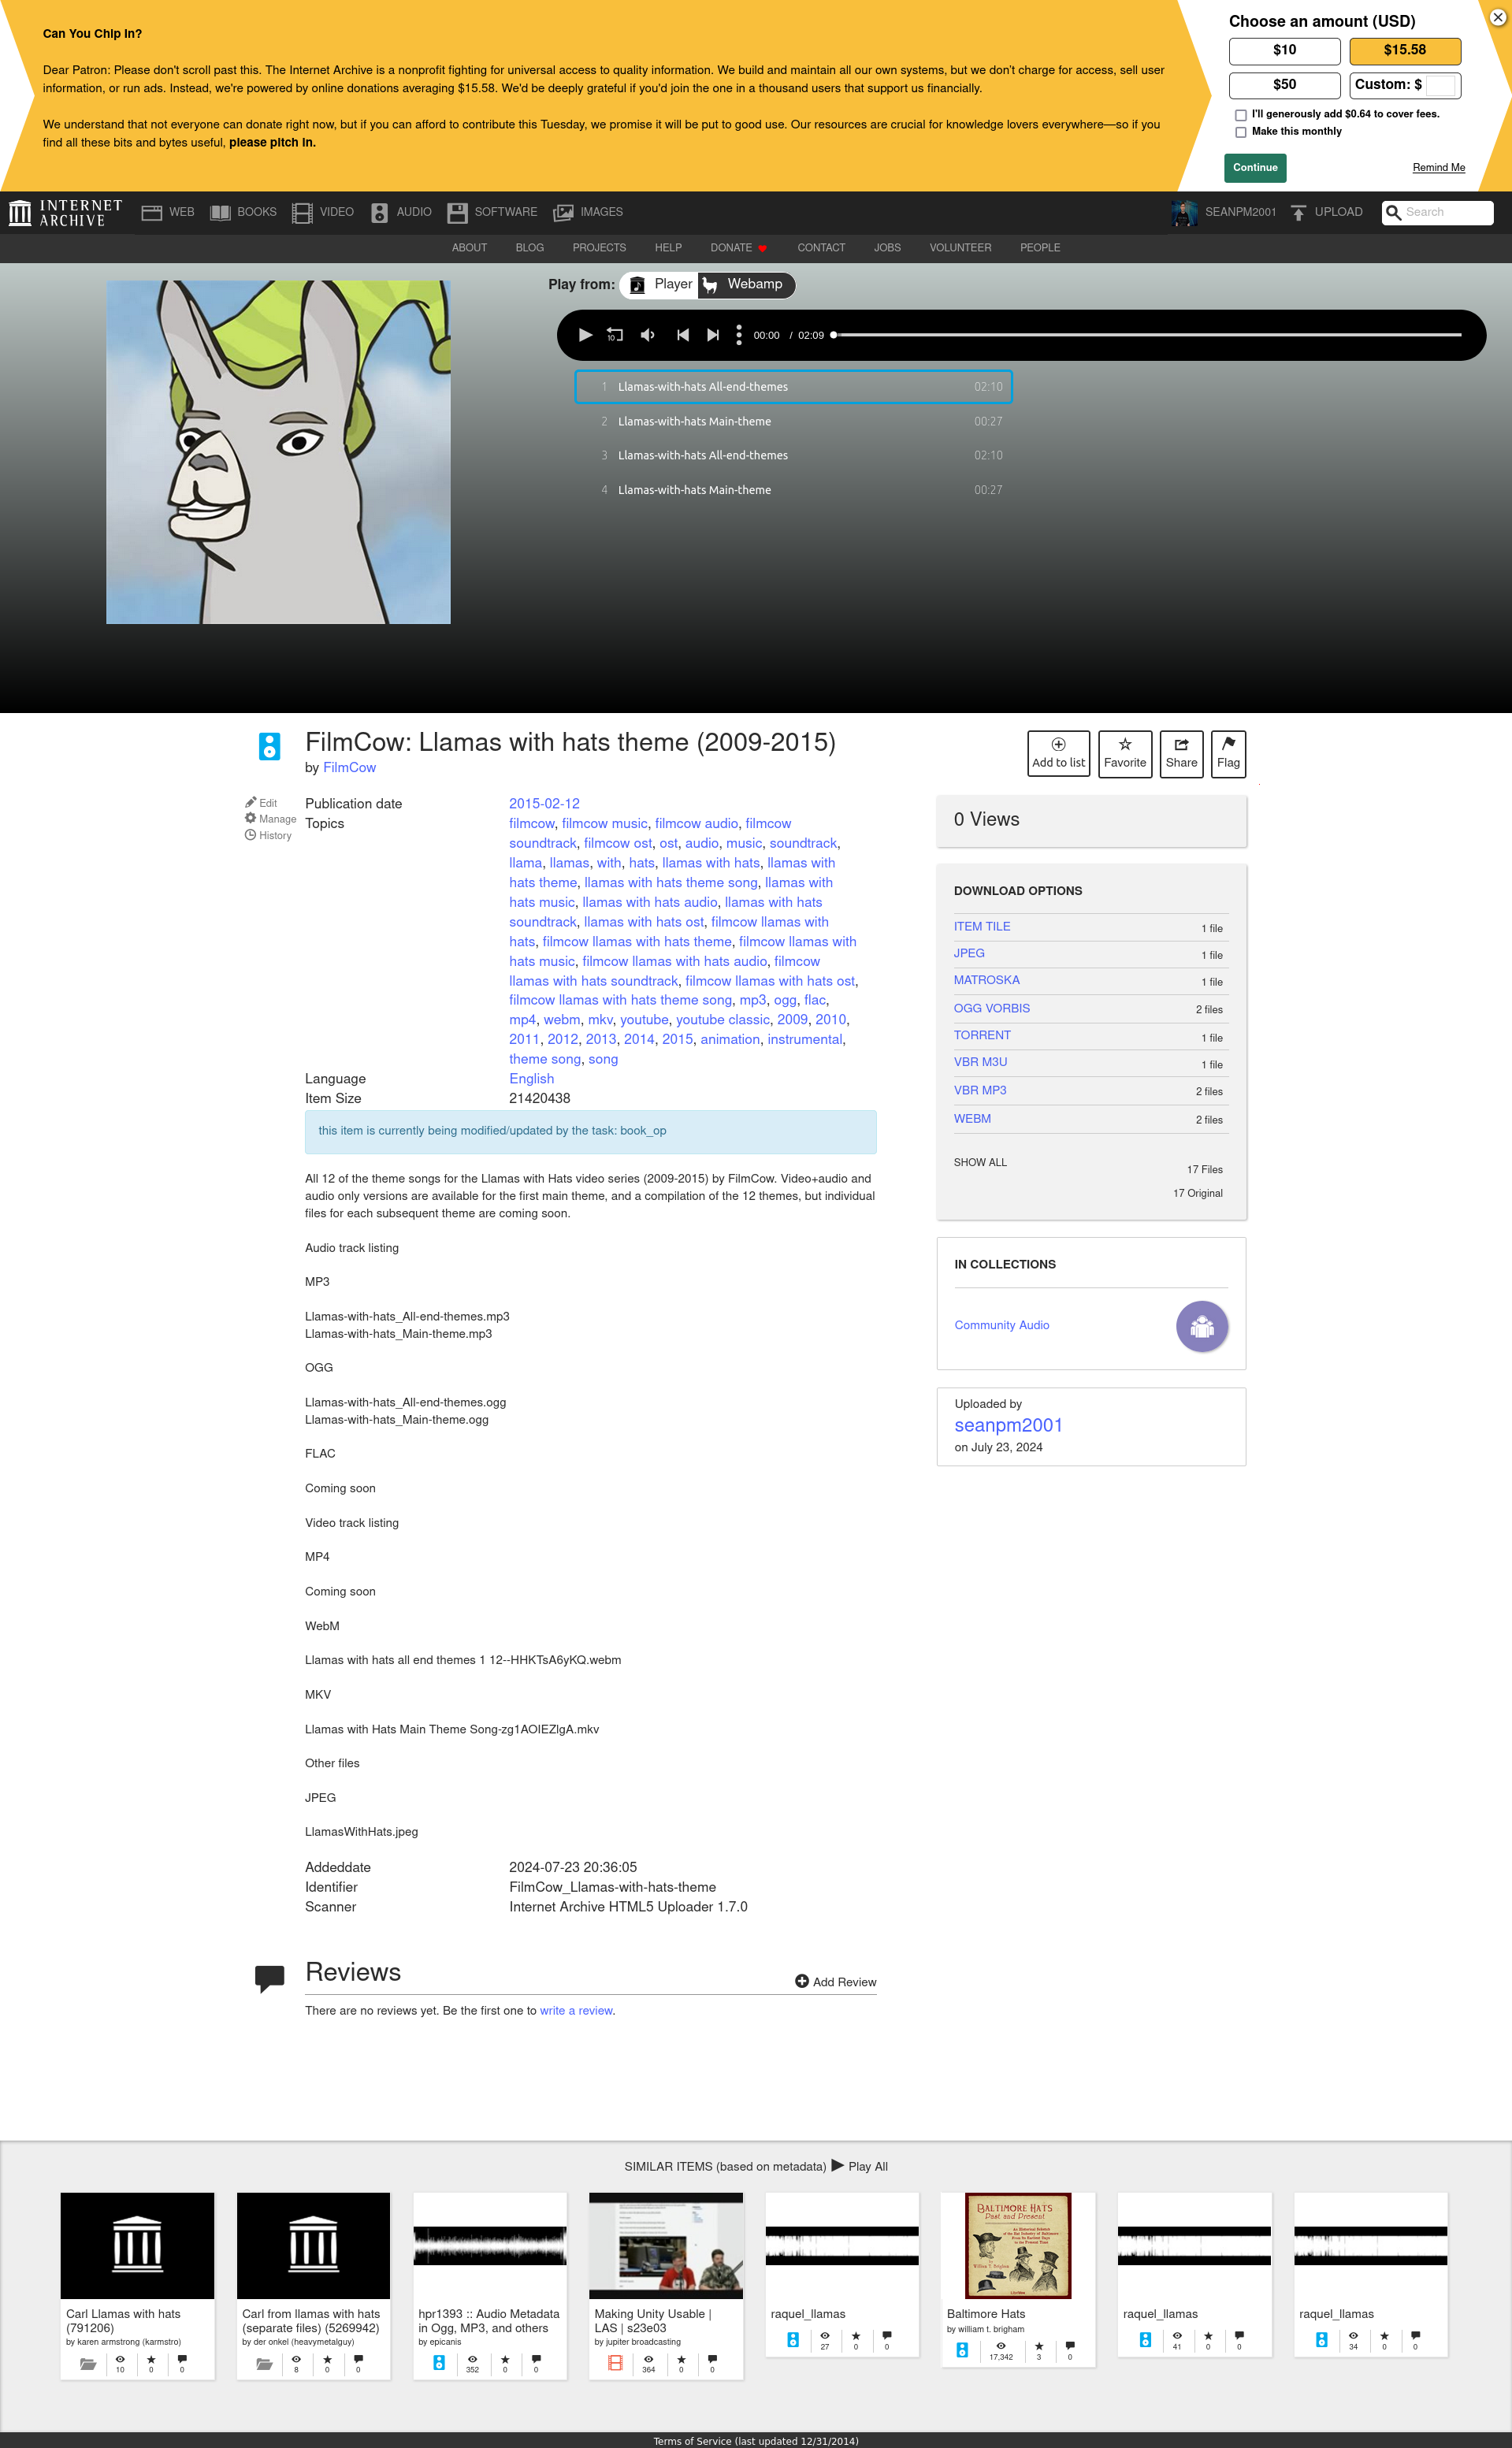 Can You Chip In?
Dear Patron: Please don't scroll past this. The Internet Archive is a nonprofit fighting for universal access to quality information. We build and maintain all our own systems, but we don’t charge for access, sell user
information, or run ads. Instead, we're powered by online donations averaging $15.58. We'd be deeply grateful if you'd join the one in a thousand users that support us financially.
We understand that not everyone can donate right now, but if you can afford to contribute this Tuesday, we promise it will be put to good use. Our resources are crucial for knowledge lovers everywhere—so if you
find all these bits and bytes useful, please pitch in.
Choose an amount (USD)
$10 $15.58
$50 Custom: $
I'll generously add $0.64 to cover fees.
Make this monthly
Continue Remind Me
INTERNET ARCHIVE WEB BOOKS VIDEO AUDIO SOFTWARE IMAGES SEANPM2001 UPLOAD Search
ABOUT BLOG PROJECTS HELP DONATE CONTACT JOBS VOLUNTEER PEOPLE
Play from: Player Webamp
10 00:00 / 02:09
1 Llamas-with-hats All-end-themes 02:10
2 Llamas-with-hats Main-theme 00:27
3 Llamas-with-hats All-end-themes 02:10
4 Llamas-with-hats Main-theme 00:27
FilmCow: Llamas with hats theme (2009-2015)
by FilmCow
Add to list Favorite Share Flag
Edit
Manage
History
Publication date 2015-02-12
Topics filmcow, filmcow music, filmcow audio, filmcow
soundtrack, filmcow ost, ost, audio, music, soundtrack,
llama, llamas, with, hats, llamas with hats, llamas with
hats theme, llamas with hats theme song, llamas with
hats music, llamas with hats audio, llamas with hats
soundtrack, llamas with hats ost, filmcow llamas with
hats, filmcow llamas with hats theme, filmcow llamas with
hats music, filmcow llamas with hats audio, filmcow
llamas with hats soundtrack, filmcow llamas with hats ost,
filmcow llamas with hats theme song, mp3, ogg, flac,
mp4, webm, mkv, youtube, youtube classic, 2009, 2010,
2011, 2012, 2013, 2014, 2015, animation, instrumental,
theme song, song
Language English
Item Size 21420438
this item is currently being modified/updated by the task: book_op
All 12 of the theme songs for the Llamas with Hats video series (2009-2015) by FilmCow. Video+audio and
audio only versions are available for the first main theme, and a compilation of the 12 themes, but individual
files for each subsequent theme are coming soon.
Audio track listing
MP3
Llamas-with-hats_All-end-themes.mp3
Llamas-with-hats_Main-theme.mp3
OGG
Llamas-with-hats_All-end-themes.ogg
Llamas-with-hats_Main-theme.ogg
FLAC
Coming soon
Video track listing
MP4
Coming soon
WebM
Llamas with hats all end themes 1 12--HHKTsA6yKQ.webm
MKV
Llamas with Hats Main Theme Song-zg1AOIEZlgA.mkv
Other files
JPEG
LlamasWithHats.jpeg
Addeddate 2024-07-23 20:36:05
Identifier FilmCow_Llamas-with-hats-theme
Scanner Internet Archive HTML5 Uploader 1.7.0
0 Views
DOWNLOAD OPTIONS
ITEM TILE 1 file
JPEG 1 file
MATROSKA 1 file
OGG VORBIS 2 files
TORRENT 1 file
VBR M3U 1 file
VBR MP3 2 files
WEBM 2 files
SHOW ALL 17 Files
17 Original
IN COLLECTIONS
Community Audio
Uploaded by
seanpm2001
on July 23, 2024
Reviews
Add Review
There are no reviews yet. Be the first one to write a review.
SIMILAR ITEMS (based on metadata) Play All
Carl Llamas with hats
(791206)
by karen armstrong (karmstro)
10 0 0
Carl from llamas with hats
(separate files) (5269942)
by der onkel (heavymetalguy)
8 0 0
hpr1393 :: Audio Metadata
in Ogg, MP3, and others
by epicanis
352 0 0
Making Unity Usable |
LAS | s23e03
by jupiter broadcasting
364 0 0
raquel_llamas
27 0 0
BALTIMORE HATS
Past and Present
Baltimore Hats
by william t. brigham
17,342 3 0
raquel_llamas
41 0 0
raquel_llamas
34 0 0
Terms of Service (last updated 12/31/2014)